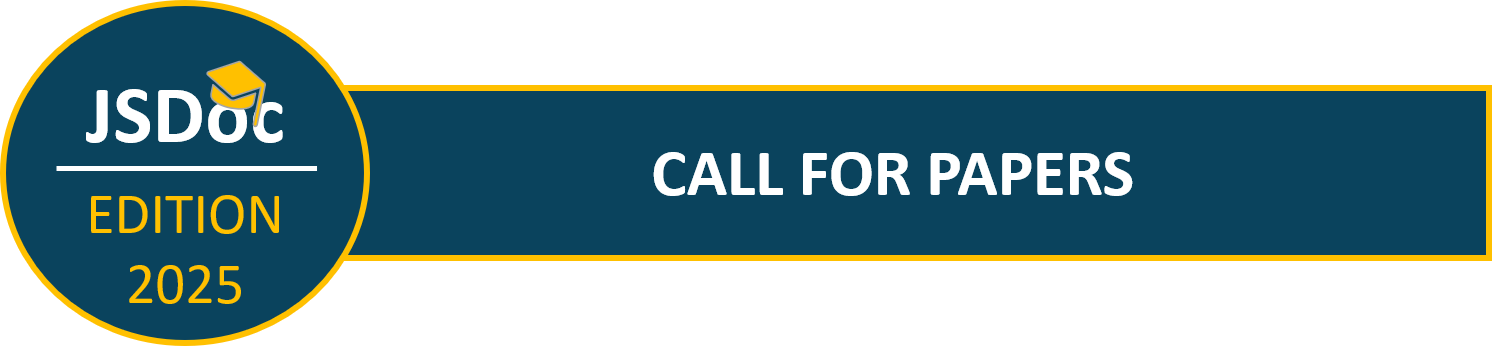 JSDoc
EDITION
2025
CALL FOR PAPERS